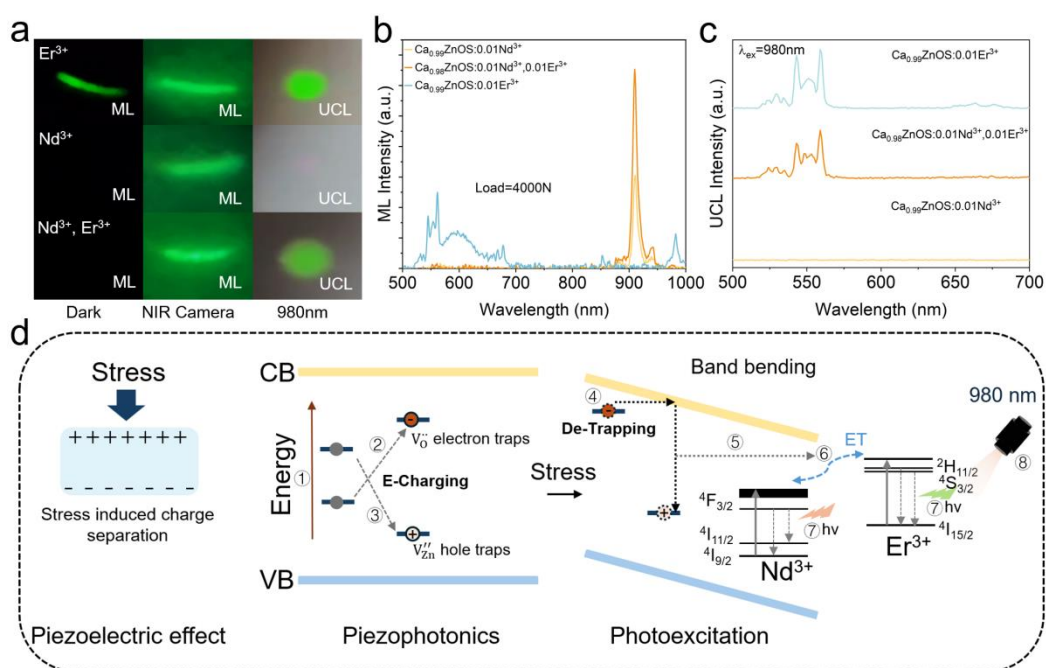 a
Er³⁺
ML
ML
UCL
Nd³⁺
ML
ML
UCL
Nd³⁺, Er³⁺
ML
ML
UCL
Dark
NIR Camera
980nm
b
Ca₀.₉₉ZnOS:0.01Nd³⁺
Ca₀.₉₈ZnOS:0.01Nd³⁺,0.01Er³⁺
Ca₀.₉₉ZnOS:0.01Er³⁺
Load=4000N
ML Intensity (a.u.)
500 600 700 800 900 1000
Wavelength (nm)
c
λₑₓ=980nm
Ca₀.₉₉ZnOS:0.01Er³⁺
Ca₀.₉₈ZnOS:0.01Nd³⁺,0.01Er³⁺
Ca₀.₉₉ZnOS:0.01Nd³⁺
UCL Intensity (a.u.)
500 550 600 650 700
Wavelength (nm)
d
Stress
+ + + + + + +
- - - - - - -
Stress induced charge
separation
Piezoelectric effect
CB
Energy
①
②
V_O¨ electron traps
E-Charging
③
V_Zn″ hole traps
VB
Piezophotonics
Stress
Band bending
④
De-Trapping
⑤
⑥
ET
⁴F₃/₂
⁴I₁₁/₂
⁴I₉/₂
⑦ hv
Nd³⁺
980 nm
⑧
²H₁₁/₂
⁴S₃/₂
⑦ hv
⁴I₁₅/₂
Er³⁺
Photoexcitation